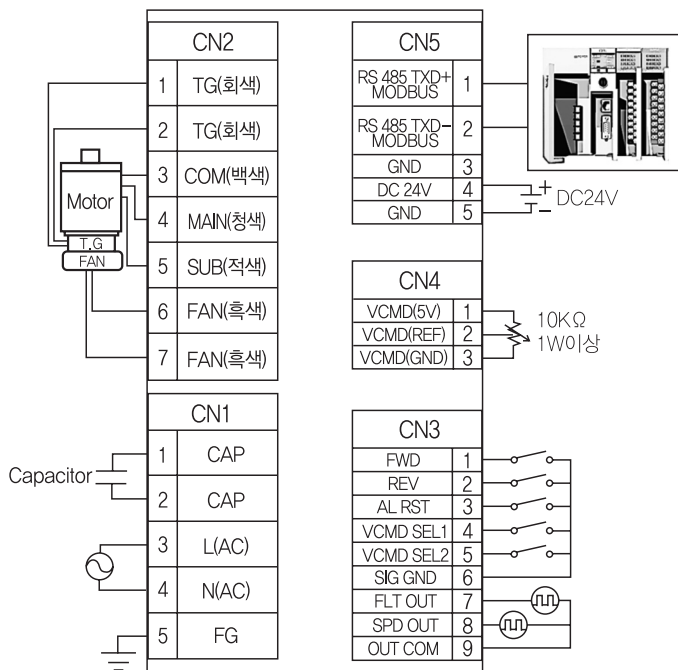 CN2
1 TG(회색)
2 TG(회색)
3 COM(백색)
4 MAIN(청색)
5 SUB(적색)
6 FAN(흑색)
7 FAN(흑색)
Motor
T.G
FAN
CN1
1 CAP
2 CAP
3 L(AC)
4 N(AC)
5 FG
Capacitor
CN5
RS 485 TXD+
MODBUS 1
RS 485 TXD-
MODBUS 2
GND 3
DC 24V 4
GND 5
+
DC24V
−
CN4
VCMD(5V) 1
VCMD(REF) 2
VCMD(GND) 3
10KΩ
1W이상
CN3
FWD 1
REV 2
AL RST 3
VCMD SEL1 4
VCMD SEL2 5
SIG GND 6
FLT OUT 7
SPD OUT 8
OUT COM 9